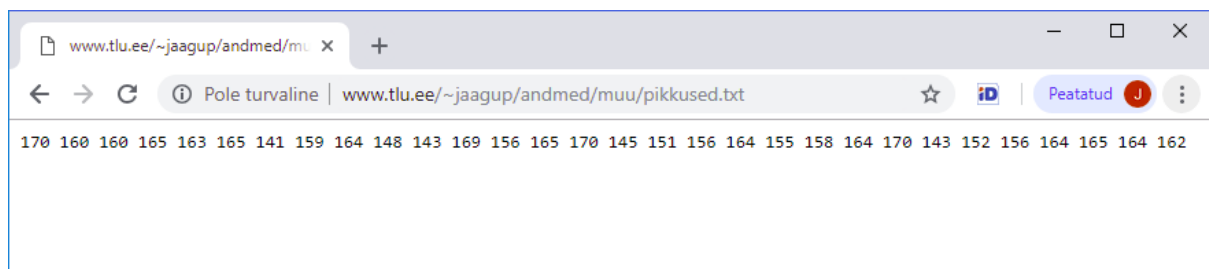 www.tlu.ee/~jaagup/andmed/mu
Pole turvaline | www.tlu.ee/~jaagup/andmed/muu/pikkused.txt iD Peatatud J
170 160 160 165 163 165 141 159 164 148 143 169 156 165 170 145 151 156 164 155 158 164 170 143 152 156 164 165 164 162